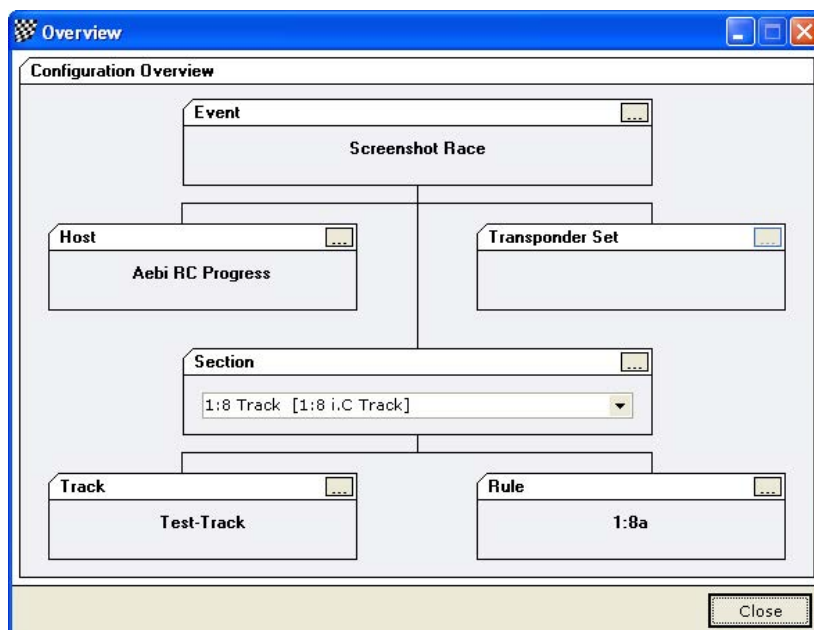 Overview
Configuration Overview
Event
...
Screenshot Race
Host
...
Transponder Set
...
Aebi RC Progress
Section
...
1:8 Track [1:8 i.C Track]
Track
...
Rule
...
Test-Track
1:8a
Close